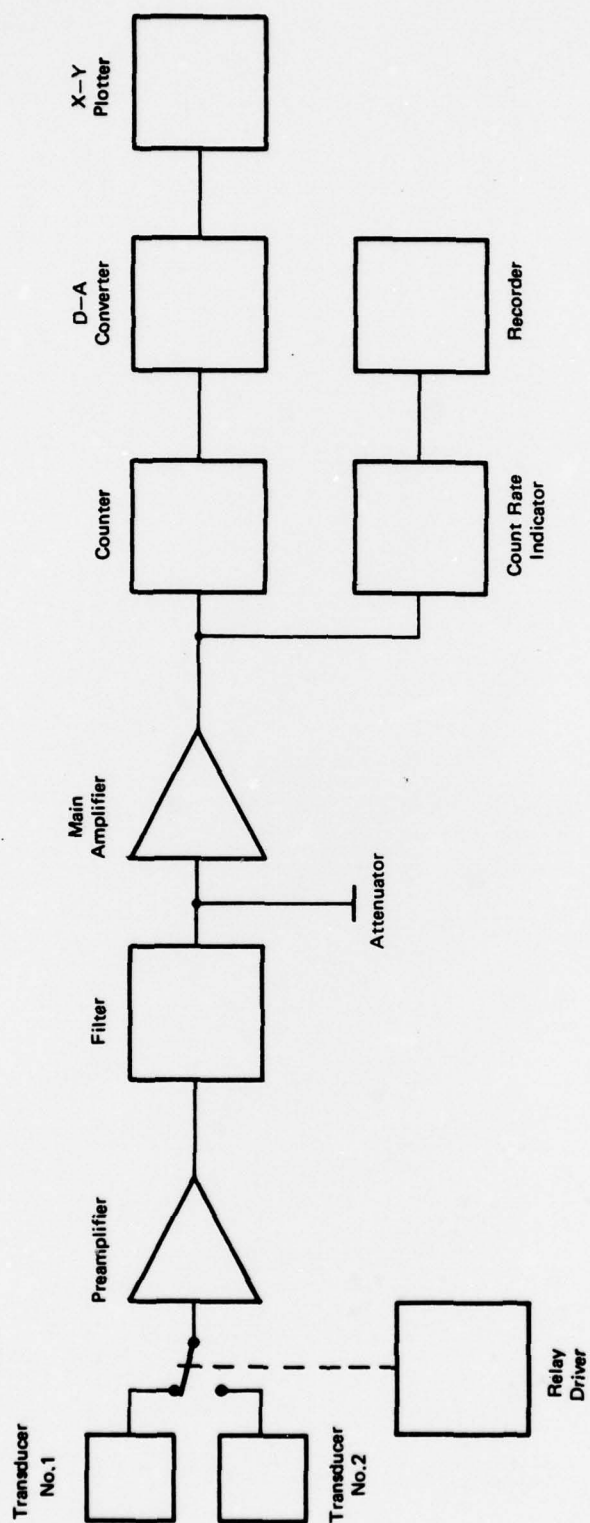 Transducer
No.1
Transducer
No.2
Relay
Driver
Preamplifier
Filter
Attenuator
Main
Amplifier
Counter
Count Rate
Indicator
D-A
Converter
Recorder
X-Y
Plotter